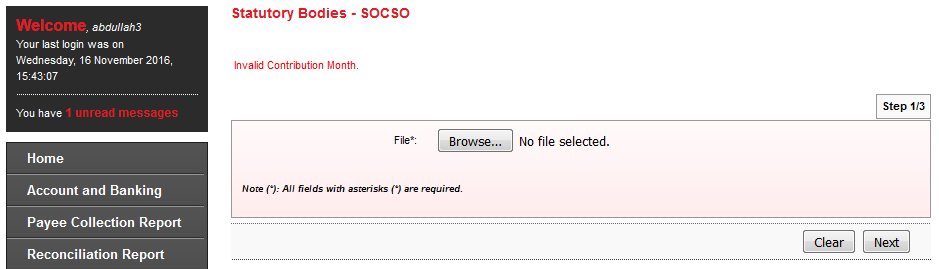 Welcome, abdullah3
Your last login was on
Wednesday, 16 November 2016,
15:43:07
You have 1 unread messages
Home
Account and Banking
Payee Collection Report
Reconciliation Report
Statutory Bodies - SOCSO
Invalid Contribution Month.
Step 1/3
File*: Browse... No file selected.
Note (*): All fields with asterisks (*) are required.
Clear Next